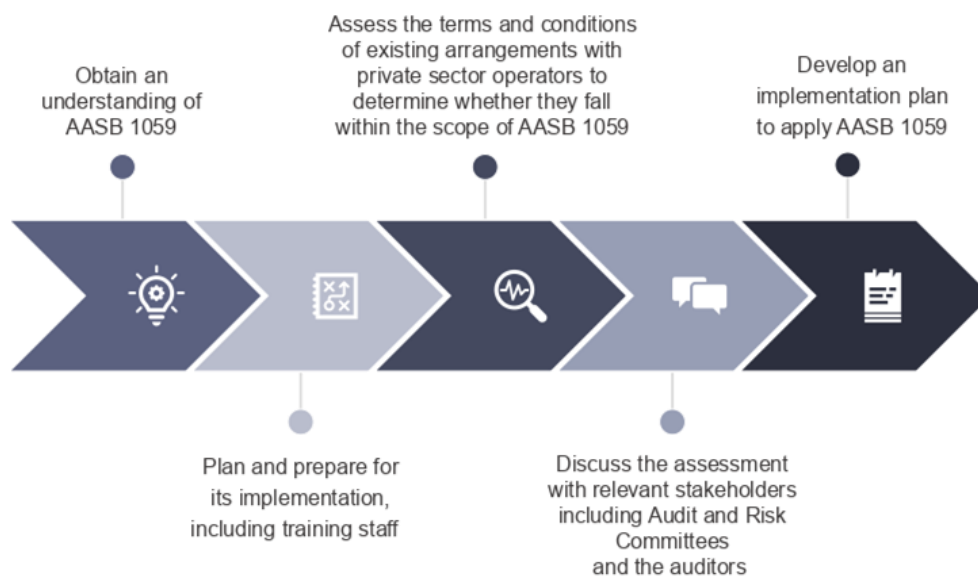 Obtain an
understanding of
AASB 1059
Plan and prepare for
its implementation,
including training staff
Assess the terms and conditions
of existing arrangements with
private sector operators to
determine whether they fall
within the scope of AASB 1059
Discuss the assessment
with relevant stakeholders
including Audit and Risk
Committees
and the auditors
Develop an
implementation plan
to apply AASB 1059